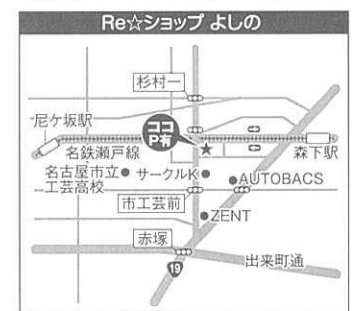 Re☆ショップ よしの
杉村一
尼ケ坂駅
ココ
P有
名鉄瀬戸線
森下駅
名古屋市立
工芸高校
サークルK
AUTOBACS
市工芸前
ZENT
赤塚
19
出来町通